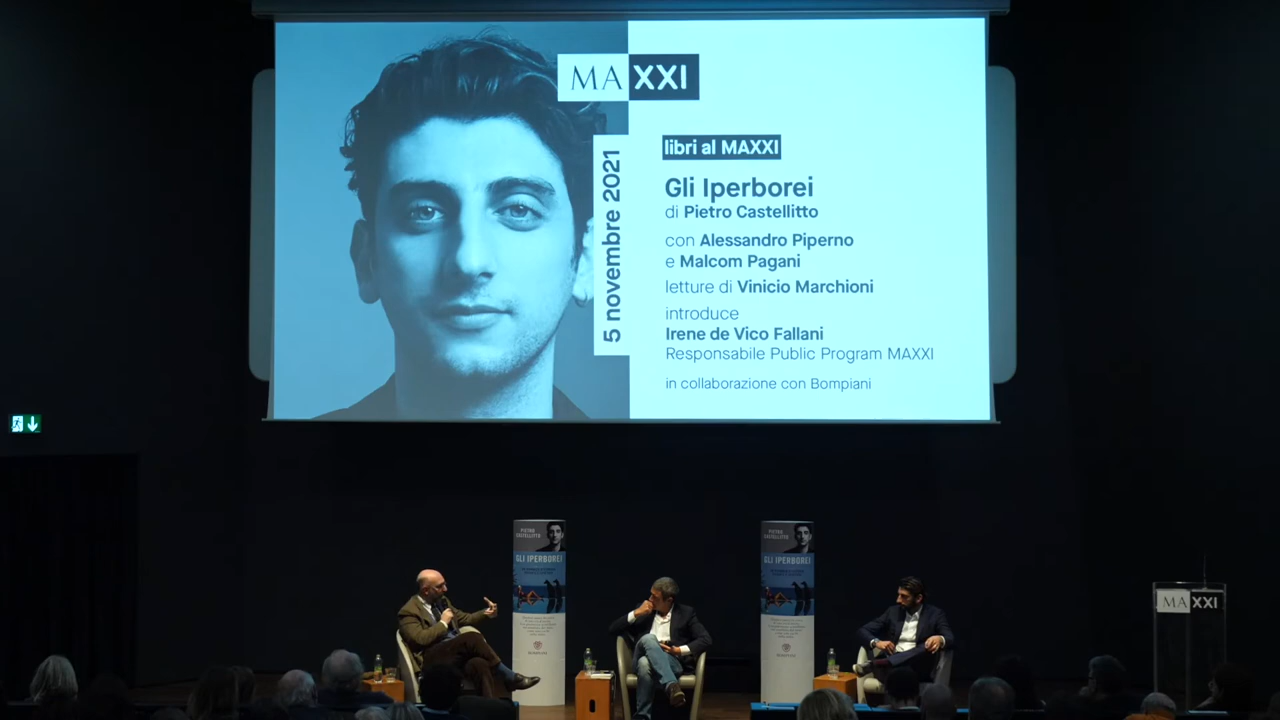 MAXXI
5 novembre 2021
libri al MAXXI
Gli Iperborei
di Pietro Castellitto
con Alessandro Piperno
e Malcom Pagani
letture di Vinicio Marchioni
introduce
Irene de Vico Fallani
Responsabile Public Program MAXXI
in collaborazione con Bompiani
PIETRO
CASTELLITTO
GLI IPERBOREI
BOMPIANI
PIETRO
CASTELLITTO
GLI IPERBOREI
MAXXI